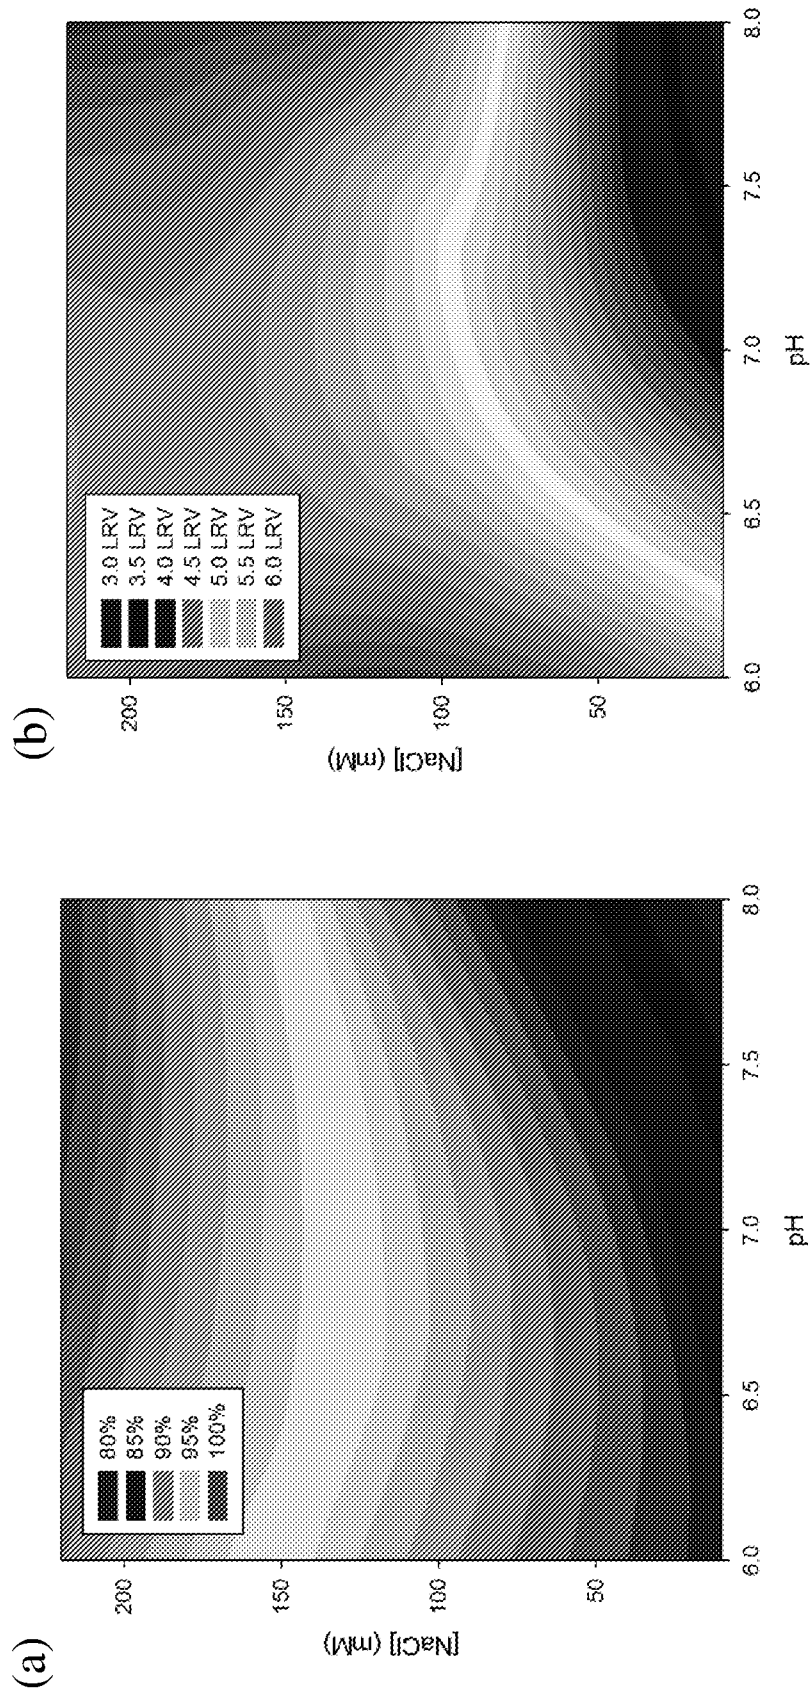 (a)
80%
85%
90%
95%
100%
200
150
100
50
[NaCl] (mM)
6.0
6.5
7.0
7.5
8.0
pH
(b)
3.0 LRV
3.5 LRV
4.0 LRV
4.5 LRV
5.0 LRV
5.5 LRV
6.0 LRV
200
150
100
50
[NaCl] (mM)
6.0
6.5
7.0
7.5
8.0
pH